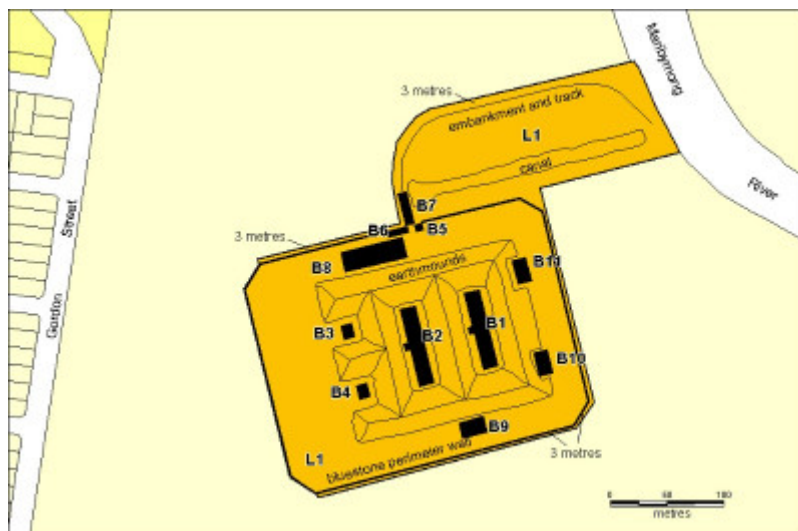 Maribyrnong
River
3 metres
embankment and track
L1
canal
Street
Gordon
B7
B6
B5
3 metres
B8
earthmounds
B11
B3
B2
B1
B4
B10
B9
L1
bluestone perimeter wall
3 metres
0 50 100
metres